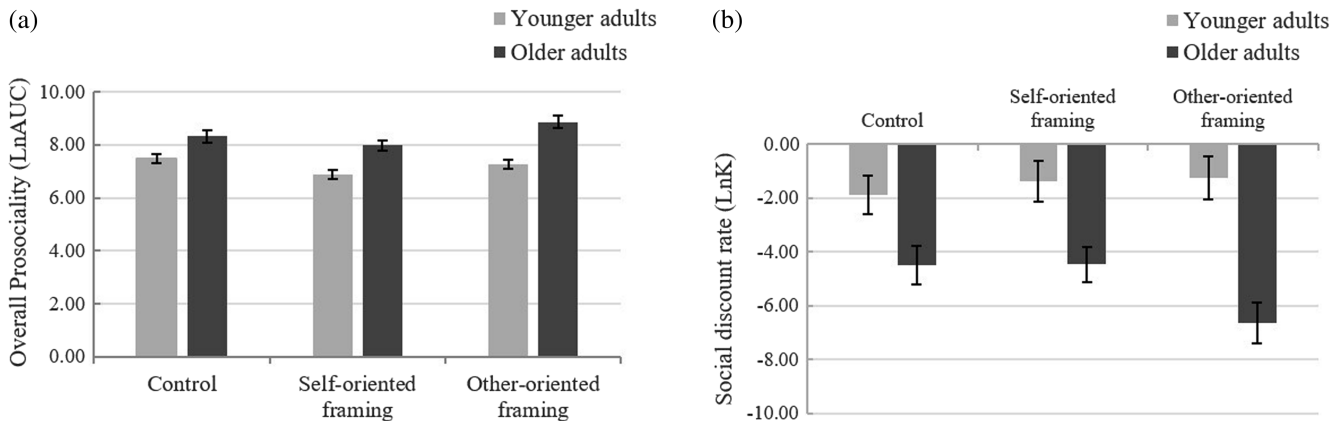 (a)
Younger adults
Older adults
Overall Prosociality (LnAUC)
10.00
8.00
6.00
4.00
2.00
0.00
Control
Self-oriented
framing
Other-oriented
framing
(b)
Younger adults
Older adults
Control
Self-oriented
framing
Other-oriented
framing
Social discount rate (LnK)
0.00
-2.00
-4.00
-6.00
-8.00
-10.00